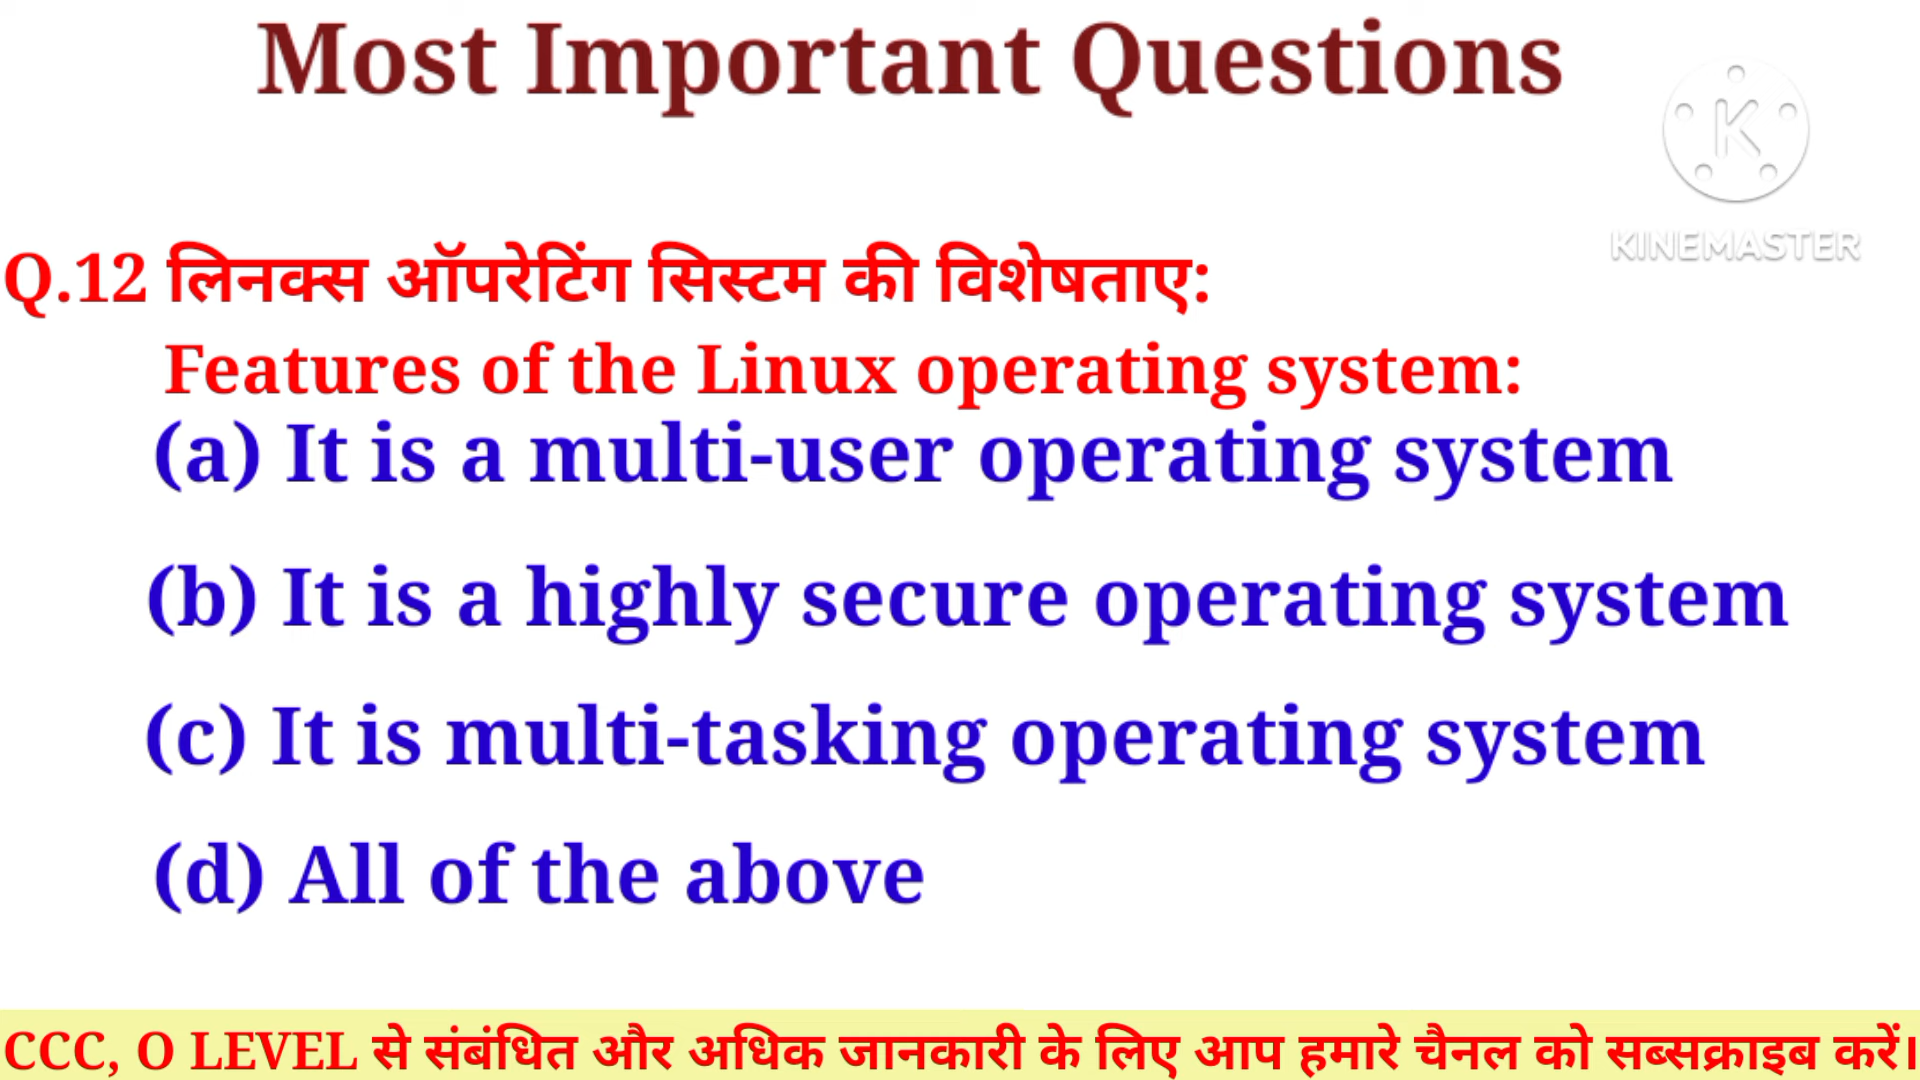 Most Important Questions
KINEMASTER
Q.12 लिनक्स ऑपरेटिंग सिस्टम की विशेषताए:
Features of the Linux operating system:
(a) It is a multi-user operating system
(b) It is a highly secure operating system
(c) It is multi-tasking operating system
(d) All of the above
CCC, O LEVEL से संबंधित और अधिक जानकारी के लिए आप हमारे चैनल को सब्सक्राइब करें।